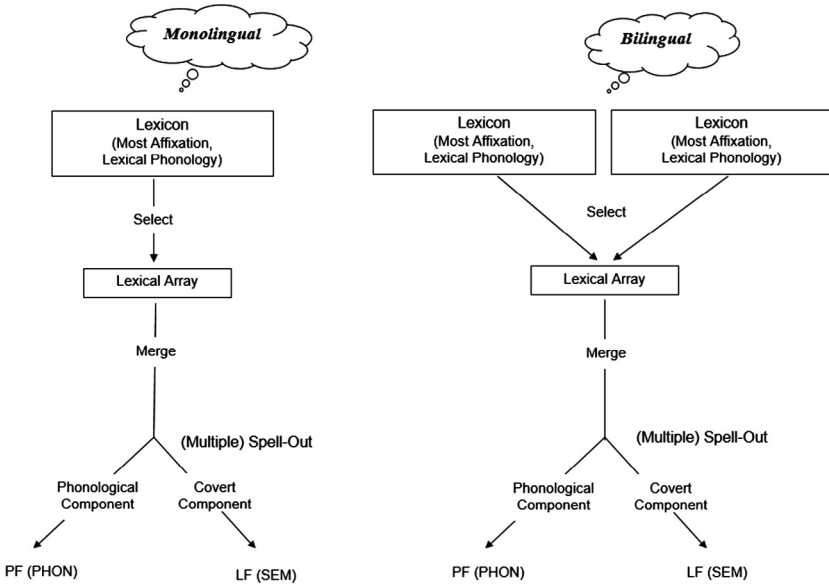 Monolingual
Lexicon
(Most Affixation,
Lexical Phonology)
Select
Lexical Array
Merge
(Multiple) Spell-Out
Phonological
Component
Covert
Component
PF (PHON)
LF (SEM)
Bilingual
Lexicon
(Most Affixation,
Lexical Phonology)
Lexicon
(Most Affixation,
Lexical Phonology)
Select
Lexical Array
Merge
(Multiple) Spell-Out
Phonological
Component
Covert
Component
PF (PHON)
LF (SEM)